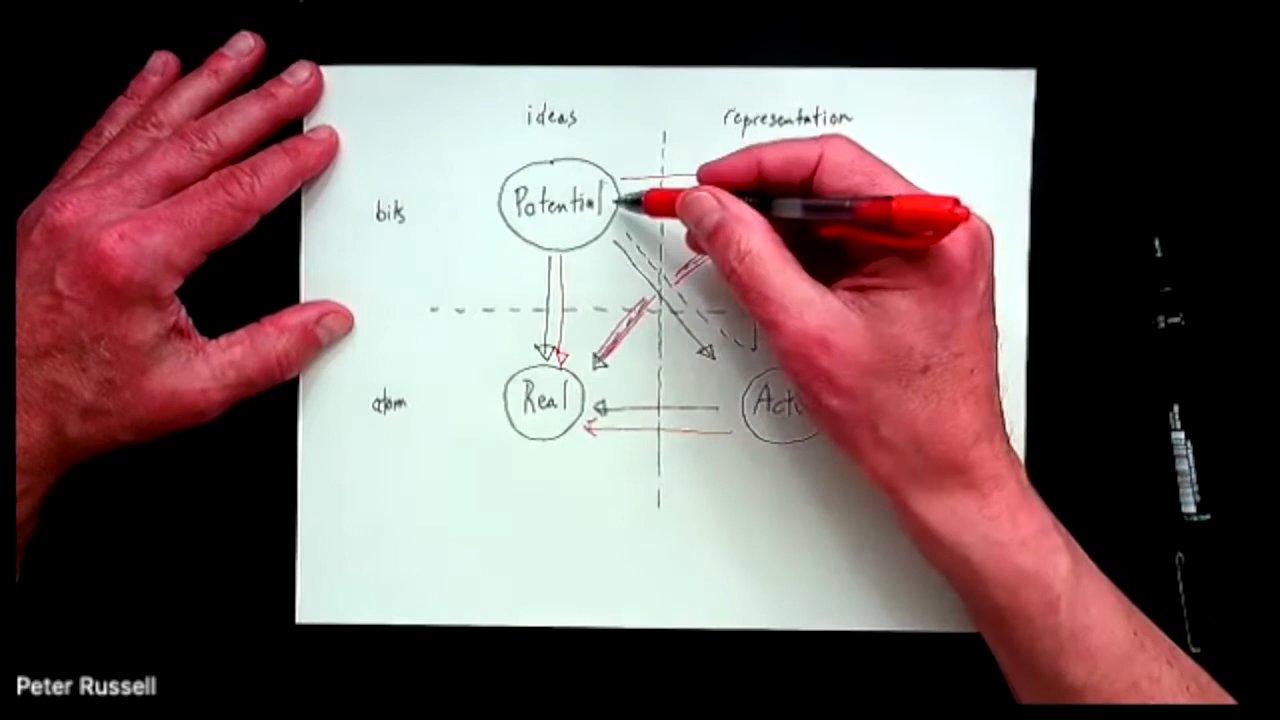 ideas
representation
bits
Potential
atom
Real
Peter Russell